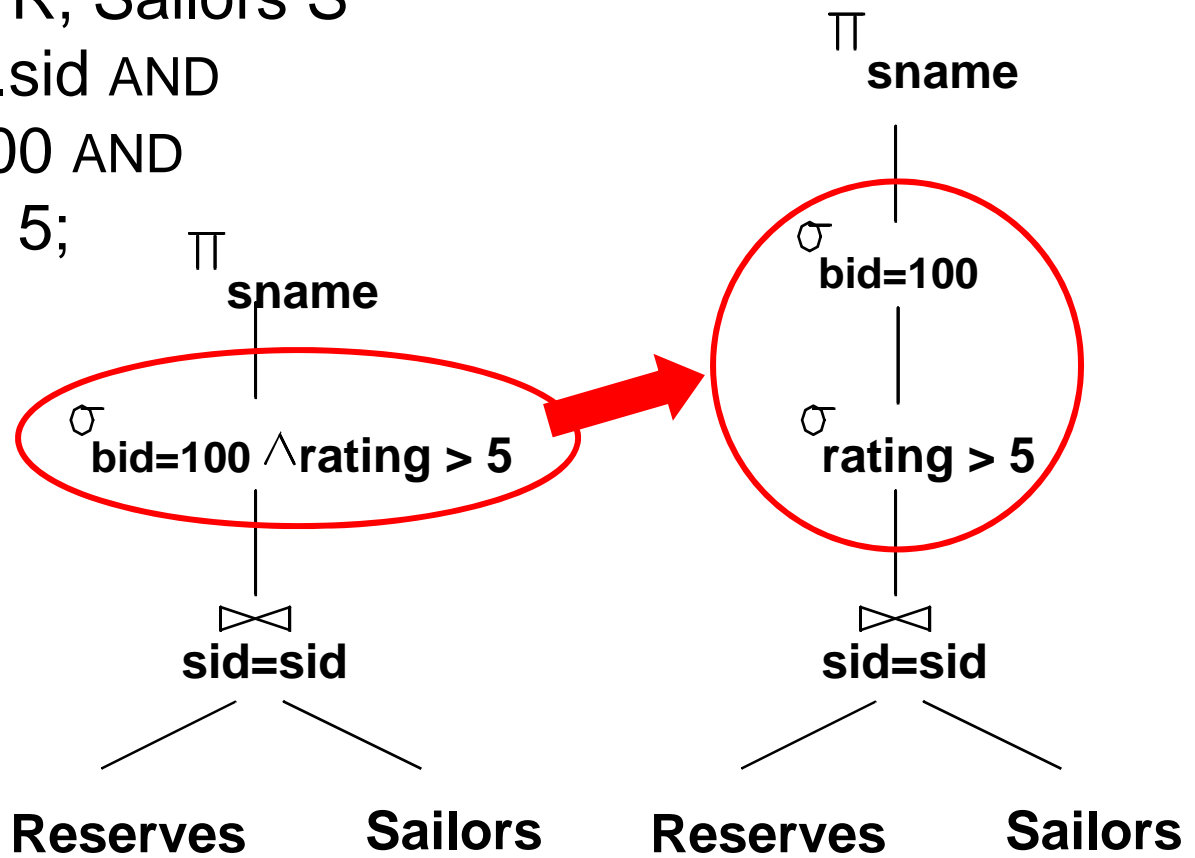 R, Sailors S
.sid AND
00 AND
5;
∏ sname
σ bid=100 ∧ rating > 5
⋈
sid=sid
Reserves Sailors
∏ sname
σ bid=100
σ rating > 5
⋈
sid=sid
Reserves Sailors